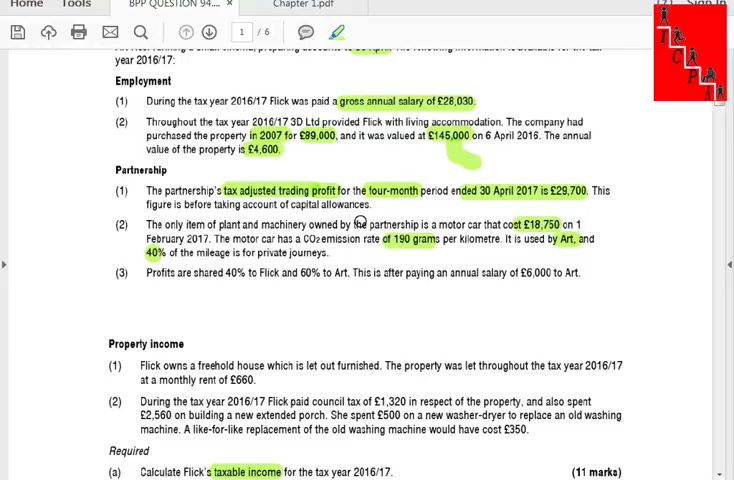 Home Tools BPP QUESTION 94.... × Chapter 1.pdf Sign In
1 / 6
year 2016/17:
I
C
P
A
Employment
(1) During the tax year 2016/17 Flick was paid a gross annual salary of £28,030.
(2) Throughout the tax year 2016/17 3D Ltd provided Flick with living accommodation. The company had
purchased the property in 2007 for £89,000, and it was valued at £145,000 on 6 April 2016. The annual
value of the property is £4,600.
Partnership
(1) The partnership's tax adjusted trading profit for the four-month period ended 30 April 2017 is £29,700. This
figure is before taking account of capital allowances.
(2) The only item of plant and machinery owned by the partnership is a motor car that cost £18,750 on 1
February 2017. The motor car has a CO2 emission rate of 190 grams per kilometre. It is used by Art, and
40% of the mileage is for private journeys.
(3) Profits are shared 40% to Flick and 60% to Art. This is after paying an annual salary of £6,000 to Art.
Property income
(1) Flick owns a freehold house which is let out furnished. The property was let throughout the tax year 2016/17
at a monthly rent of £660.
(2) During the tax year 2016/17 Flick paid council tax of £1,320 in respect of the property, and also spent
£2,560 on building a new extended porch. She spent £500 on a new washer-dryer to replace an old washing
machine. A like-for-like replacement of the old washing machine would have cost £350.
Required
(a) Calculate Flick's taxable income for the tax year 2016/17. (11 marks)